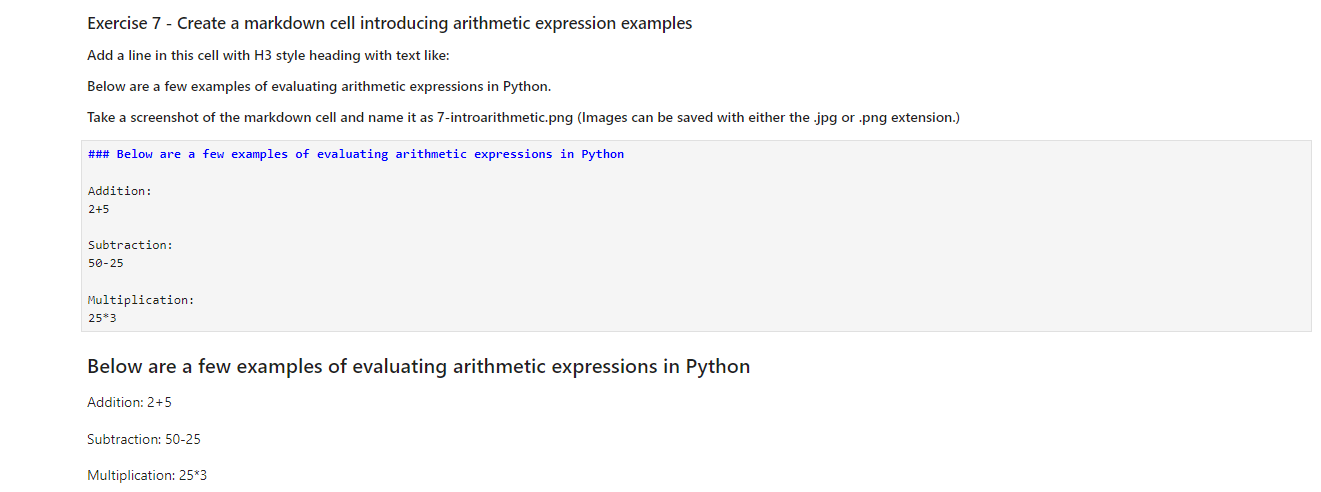 Exercise 7 - Create a markdown cell introducing arithmetic expression examples
Add a line in this cell with H3 style heading with text like:
Below are a few examples of evaluating arithmetic expressions in Python.
Take a screenshot of the markdown cell and name it as 7-introarithmetic.png (Images can be saved with either the .jpg or .png extension.)
### Below are a few examples of evaluating arithmetic expressions in Python
Addition:
2+5
Subtraction:
50-25
Multiplication:
25*3
Below are a few examples of evaluating arithmetic expressions in Python
Addition: 2+5
Subtraction: 50-25
Multiplication: 25*3